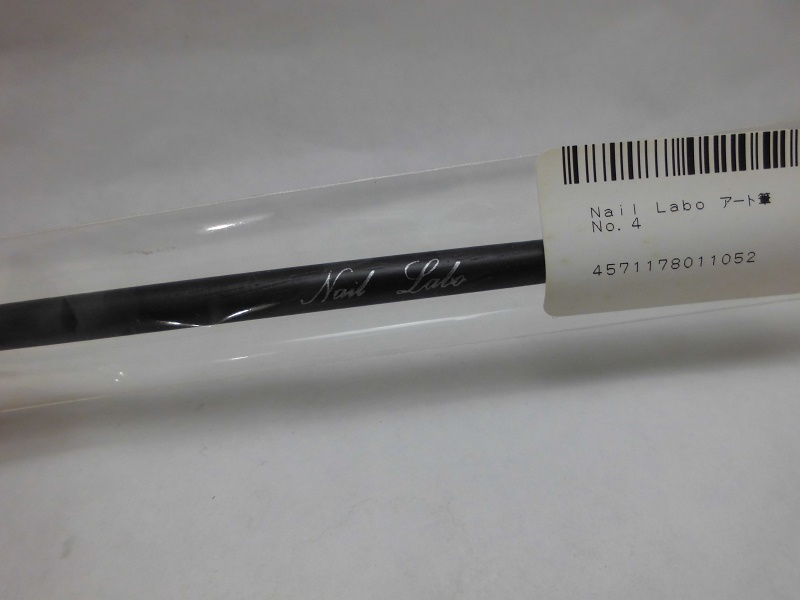 Nail Labo
Nail Labo アート筆
No.4
4571178011052